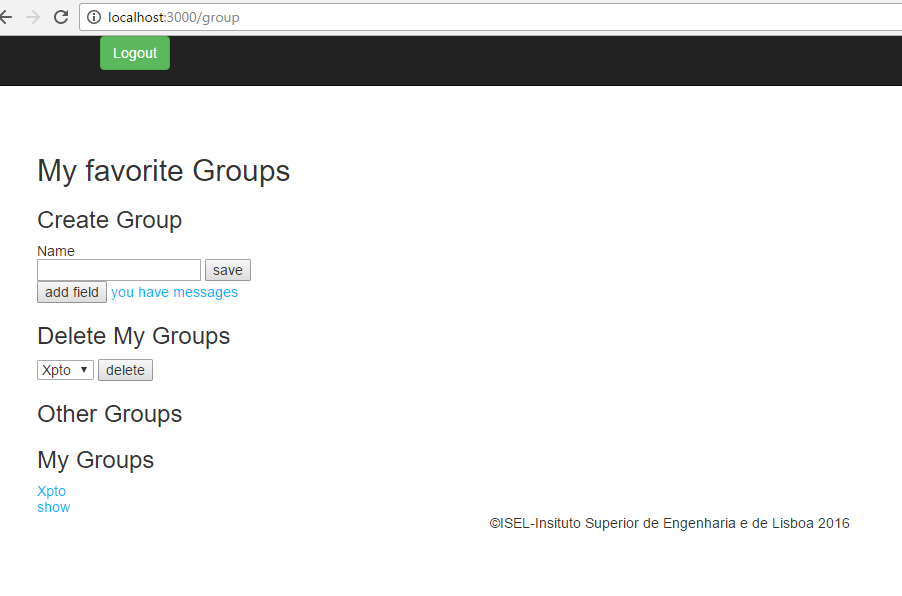 localhost:3000/group
Logout
My favorite Groups
Create Group
Name
save
add field you have messages
Delete My Groups
Xpto delete
Other Groups
My Groups
Xpto
show
©ISEL-Insituto Superior de Engenharia e de Lisboa 2016